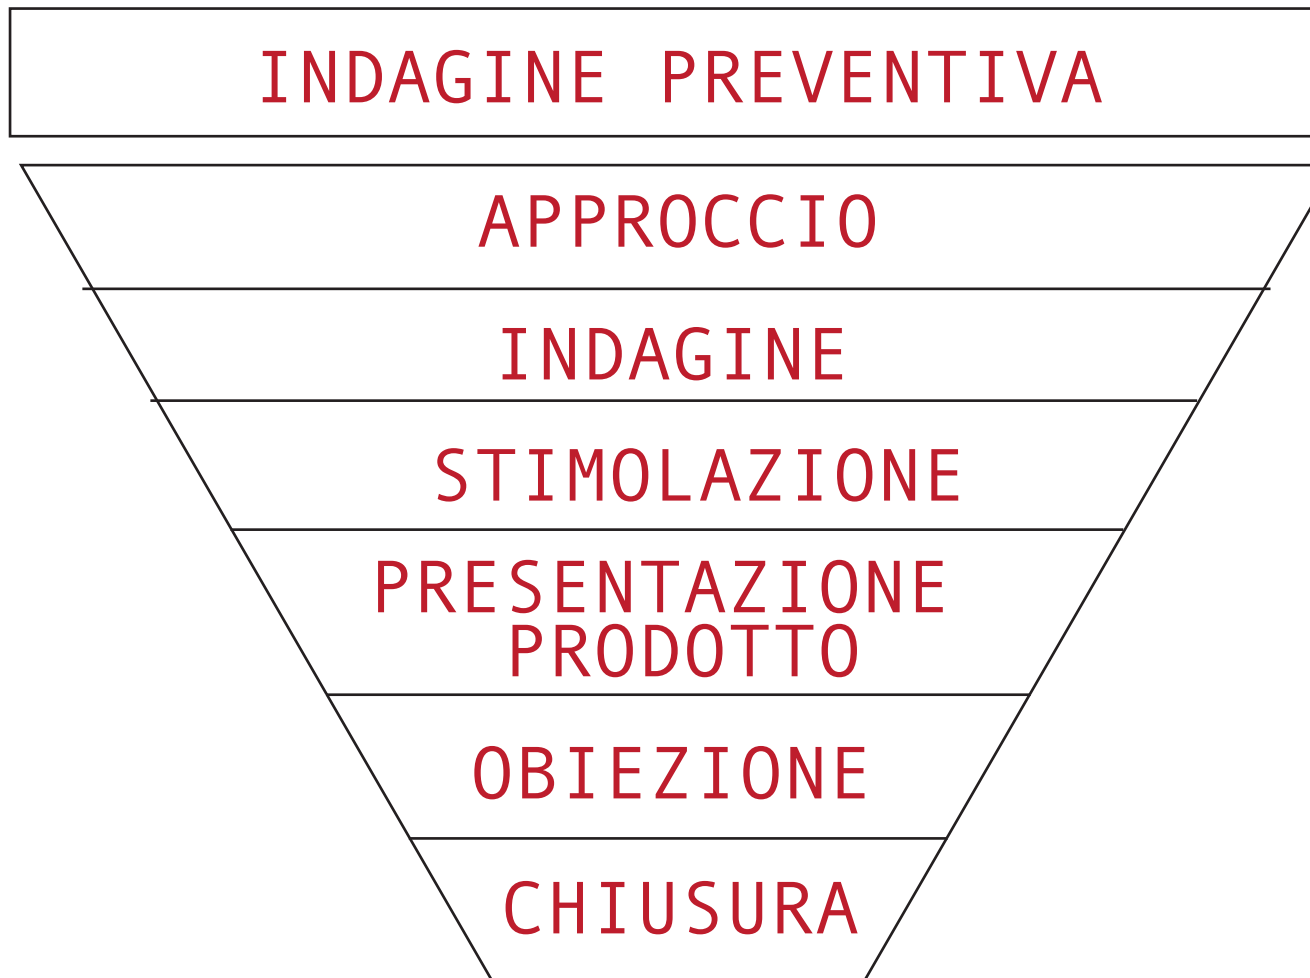 INDAGINE PREVENTIVA
APPROCCIO
INDAGINE
STIMOLAZIONE
PRESENTAZIONE
PRODOTTO
OBIEZIONE
CHIUSURA